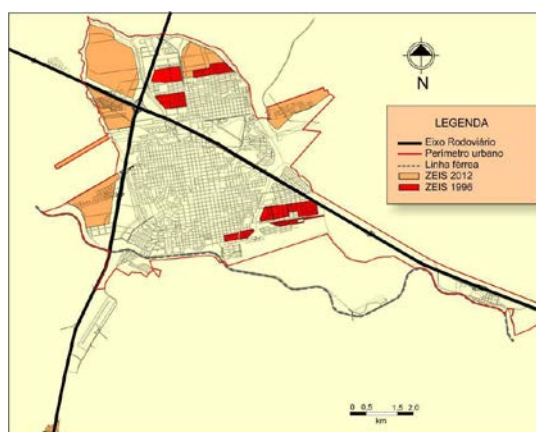 N
LEGENDA
Eixo Rodoviário
Perímetro urbano
Linha férrea
ZEIS 2012
ZEIS 1996
0 0,5 1,5 2,0
km